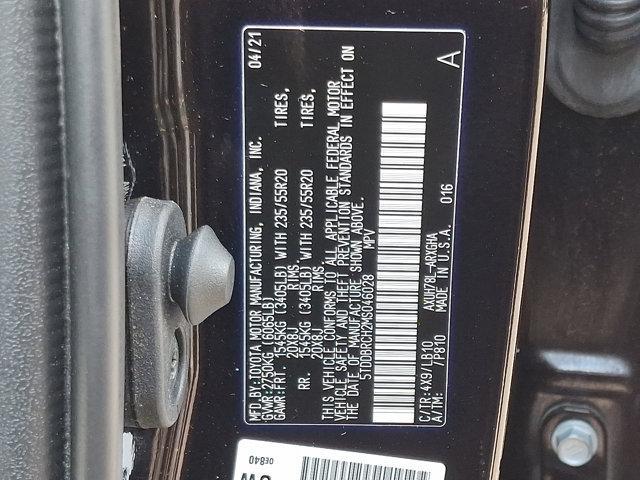 MFD.BY:TOYOTA MOTOR MANUFACTURING, INDIANA, INC. 04/21
GVWR:2750KG (6065LB)
GAWR:FRT. 1545KG (3405LB) WITH 235/55R20 TIRES,
20X8J RIMS.
RR. 1545KG (3405LB) WITH 235/55R20 TIRES,
20X8J RIMS.
THIS VEHICLE CONFORMS TO ALL APPLICABLE FEDERAL MOTOR
VEHICLE SAFETY AND THEFT PREVENTION STANDARDS IN EFFECT ON
THE DATE OF MANUFACTURE SHOWN ABOVE.
5TDDBRCH2MS046028 MPV
C/TR:4X9/LB10 AXUH78L-ARXGHA 016
A/TM: /P810 MADE IN U.S.A. A
0E840